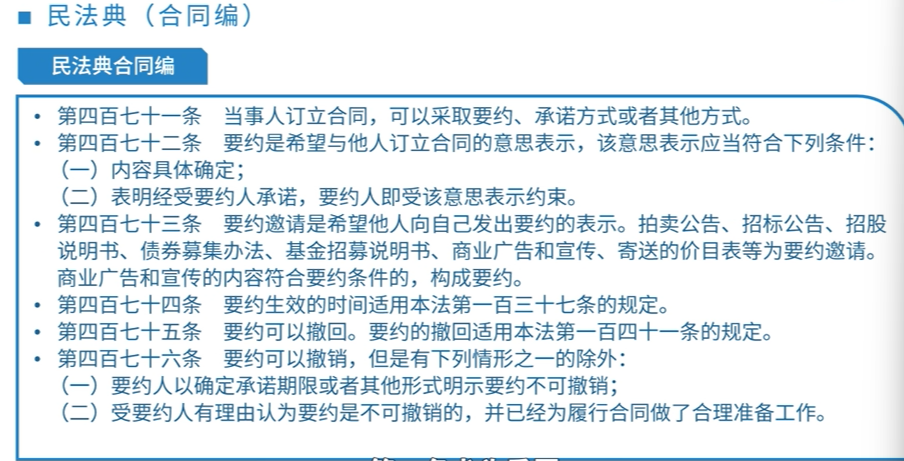 ■ 民法典（合同编）
民法典合同编
• 第四百七十一条　当事人订立合同，可以采取要约、承诺方式或者其他方式。
• 第四百七十二条　要约是希望与他人订立合同的意思表示，该意思表示应当符合下列条件：
（一）内容具体确定；
（二）表明经受要约人承诺，要约人即受该意思表示约束。
• 第四百七十三条　要约邀请是希望他人向自己发出要约的表示。拍卖公告、招标公告、招股
说明书、债券募集办法、基金招募说明书、商业广告和宣传、寄送的价目表等为要约邀请。
商业广告和宣传的内容符合要约条件的，构成要约。
• 第四百七十四条　要约生效的时间适用本法第一百三十七条的规定。
• 第四百七十五条　要约可以撤回。要约的撤回适用本法第一百四十一条的规定。
• 第四百七十六条　要约可以撤销，但是有下列情形之一的除外：
（一）要约人以确定承诺期限或者其他形式明示要约不可撤销；
（二）受要约人有理由认为要约是不可撤销的，并已经为履行合同做了合理准备工作。